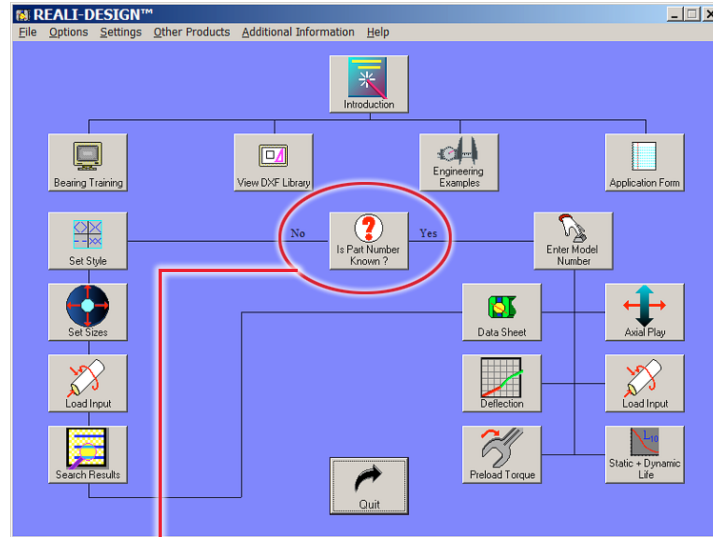 REALI-DESIGN™
File Options Settings Other Products Additional Information Help
Introduction
Bearing Training
View DXF Library
Engineering
Examples
Application Form
Set Style
No
Is Part Number
Known ?
Yes
Enter Model
Number
Set Sizes
Data Sheet
Axial Play
Load Input
Deflection
Load Input
Search Results
Quit
Preload Torque
L10
Static + Dynamic
Life